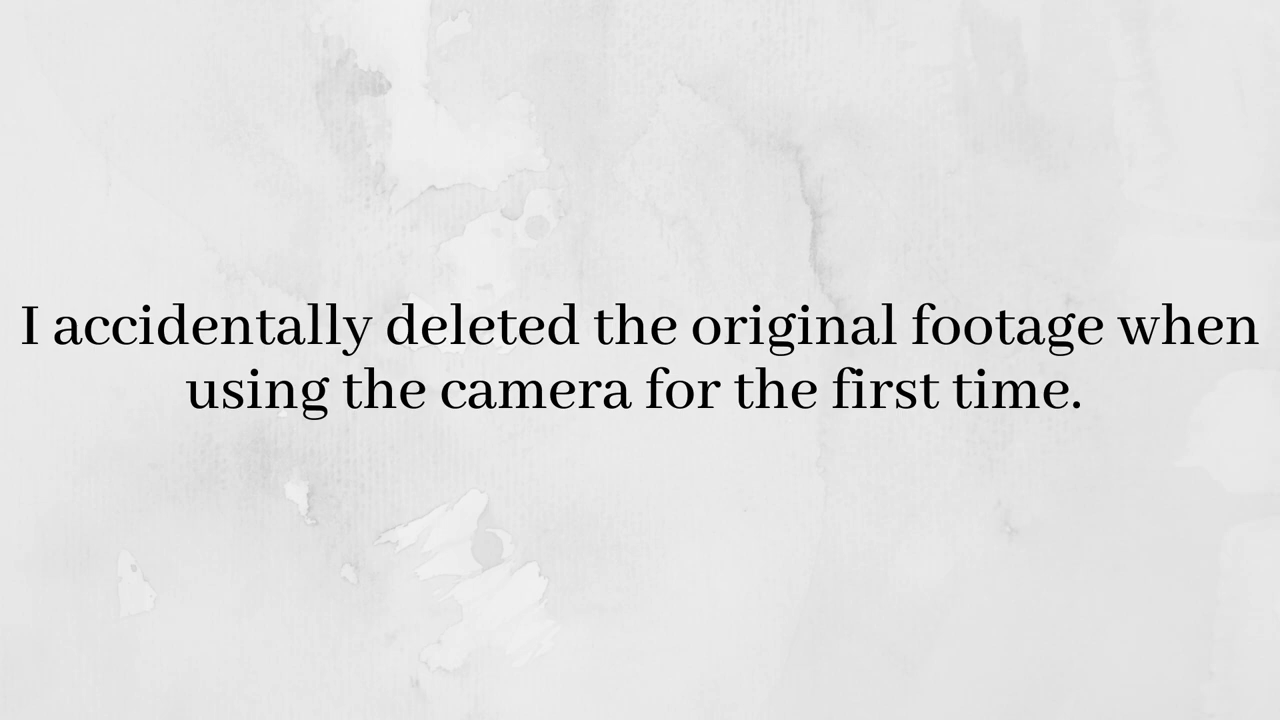 I accidentally deleted the original footage when
using the camera for the first time.